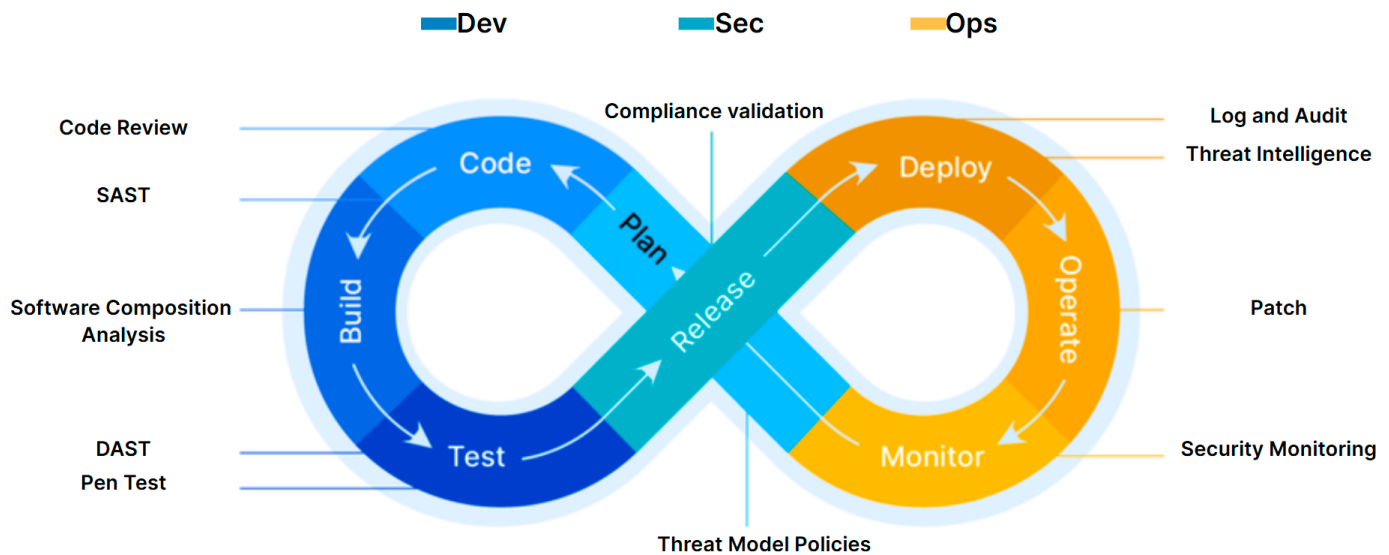 Dev
Sec
Ops
Compliance validation
Code Review
SAST
Software Composition
Analysis
DAST
Pen Test
Code
Plan
Build
Test
Release
Deploy
Operate
Monitor
Log and Audit
Threat Intelligence
Patch
Security Monitoring
Threat Model Policies